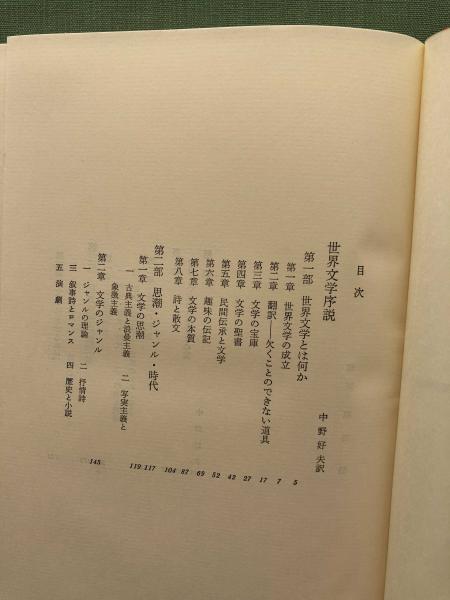 目次
世界文学序説 中野好夫訳
第一部 世界文学とは何か 5
第一章 世界文学の成立 7
第二章 翻訳――欠くことのできない道具 17
第三章 文学の宝庫 27
第四章 文学の聖書 42
第五章 民間伝承と文学 52
第六章 趣味の伝記 69
第七章 文学の本質 87
第八章 詩と散文 104
第二部 思潮・ジャンル・時代 117
第一章 文学の思潮 119
一 古典主義と浪曼主義 二 写実主義と
象徴主義
第二章 文学のジャンル 145
一 ジャンルの理論 二 抒情詩
三 叙事詩とロマンス 四 歴史と小説
五 演劇